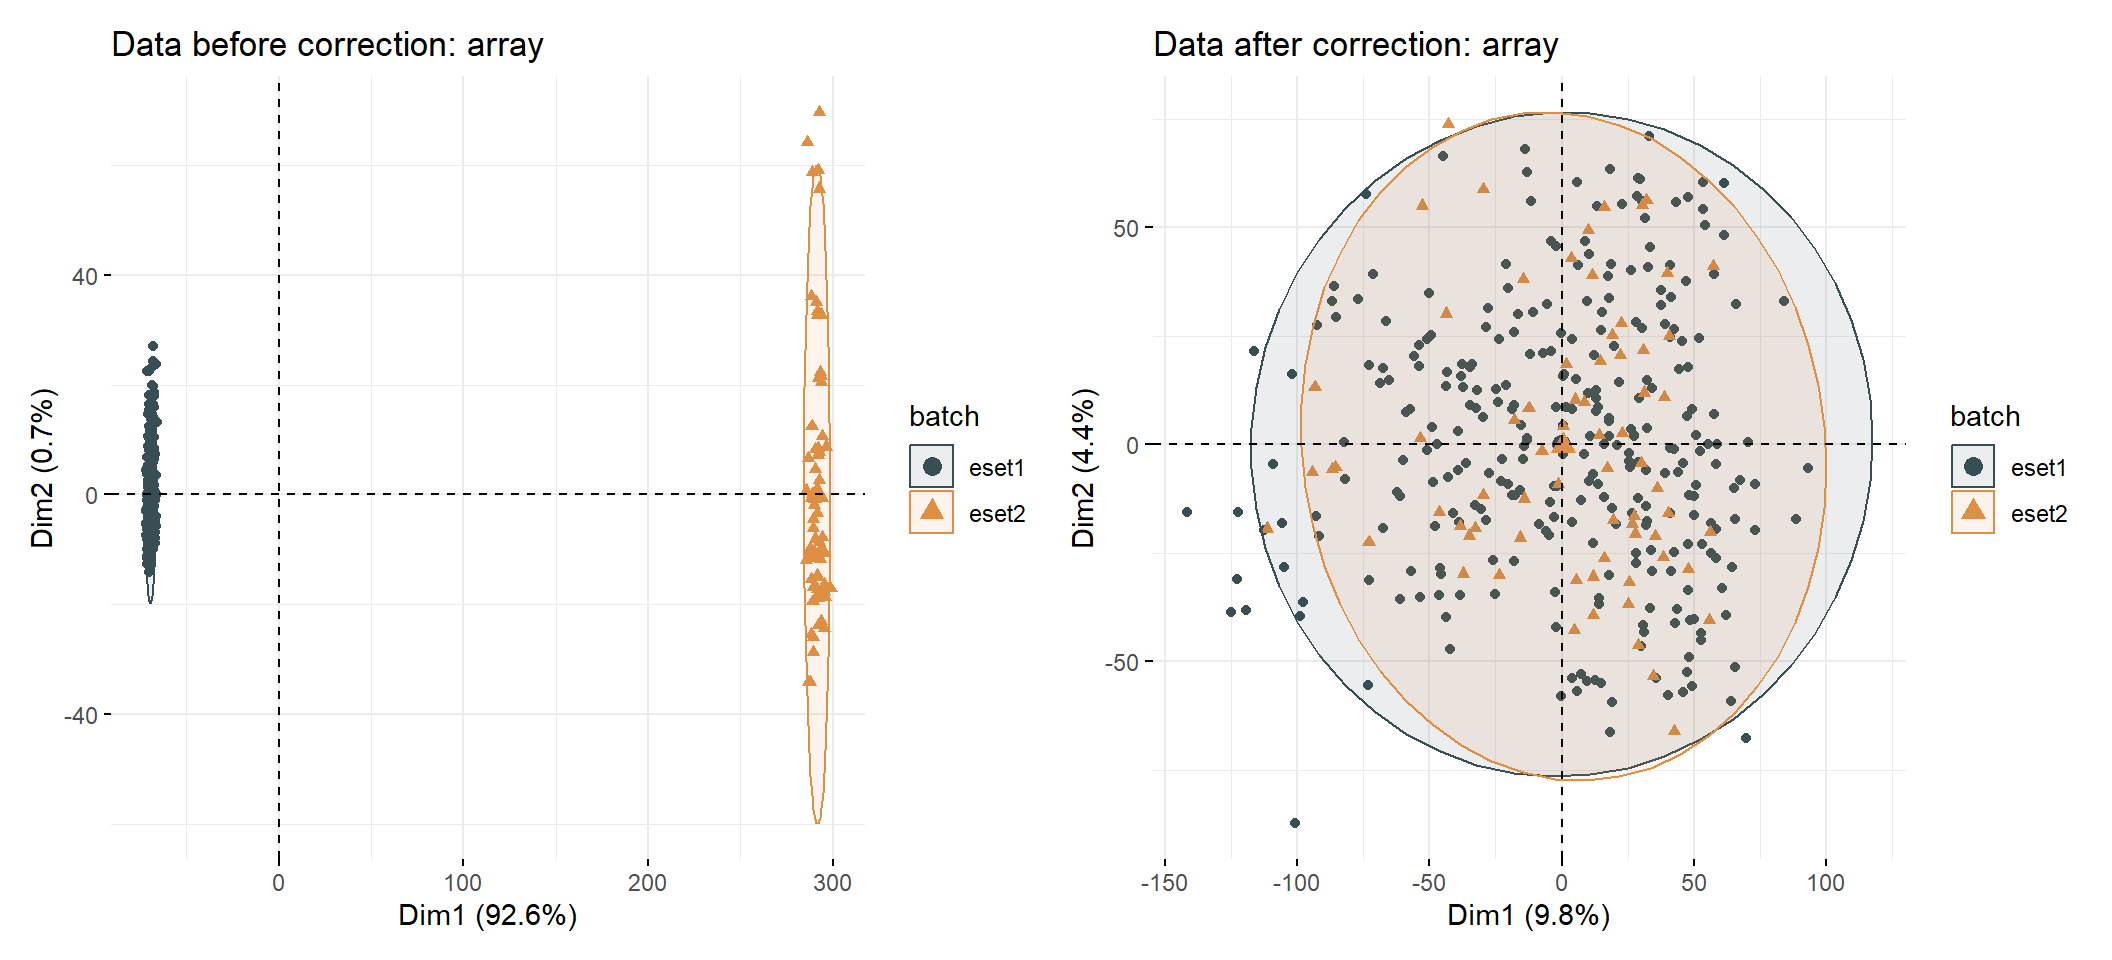 Data before correction: array
Dim2 (0.7%)
40
0
-40
0
100
200
300
Dim1 (92.6%)
batch
eset1
eset2
Data after correction: array
Dim2 (4.4%)
50
0
-50
-150
-100
-50
0
50
100
Dim1 (9.8%)
batch
eset1
eset2